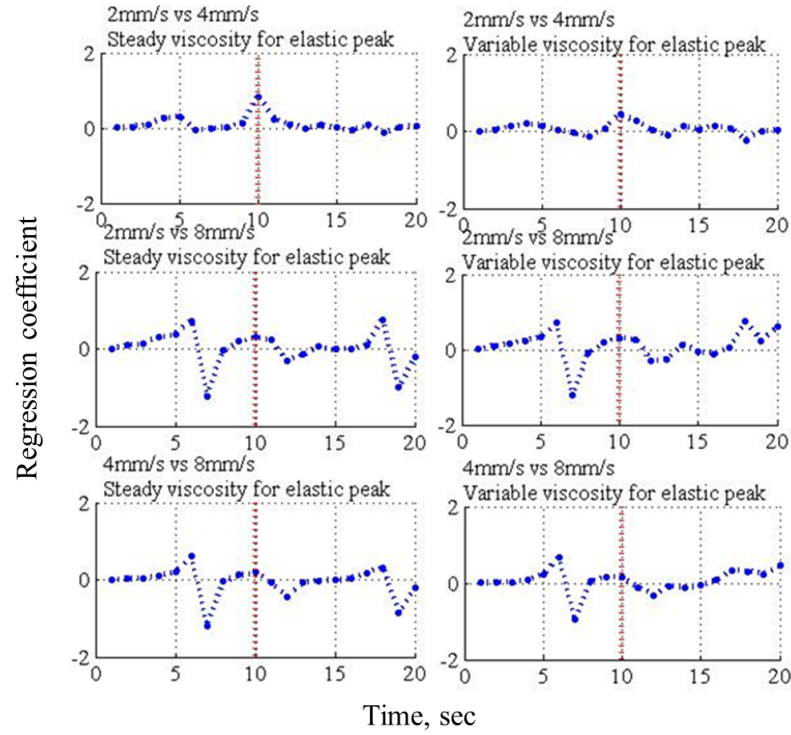 2mm/s vs 4mm/s
Steady viscosity for elastic peak
2
0
-2
0 5 10 15 20
2mm/s vs 4mm/s
Variable viscosity for elastic peak
2
0
-2
0 5 10 15 20
2mm/s vs 8mm/s
Steady viscosity for elastic peak
2
0
-2
0 5 10 15 20
2mm/s vs 8mm/s
Variable viscosity for elastic peak
2
0
-2
0 5 10 15 20
4mm/s vs 8mm/s
Steady viscosity for elastic peak
2
0
-2
0 5 10 15 20
4mm/s vs 8mm/s
Variable viscosity for elastic peak
2
0
-2
0 5 10 15 20
Regression coefficient
Time, sec